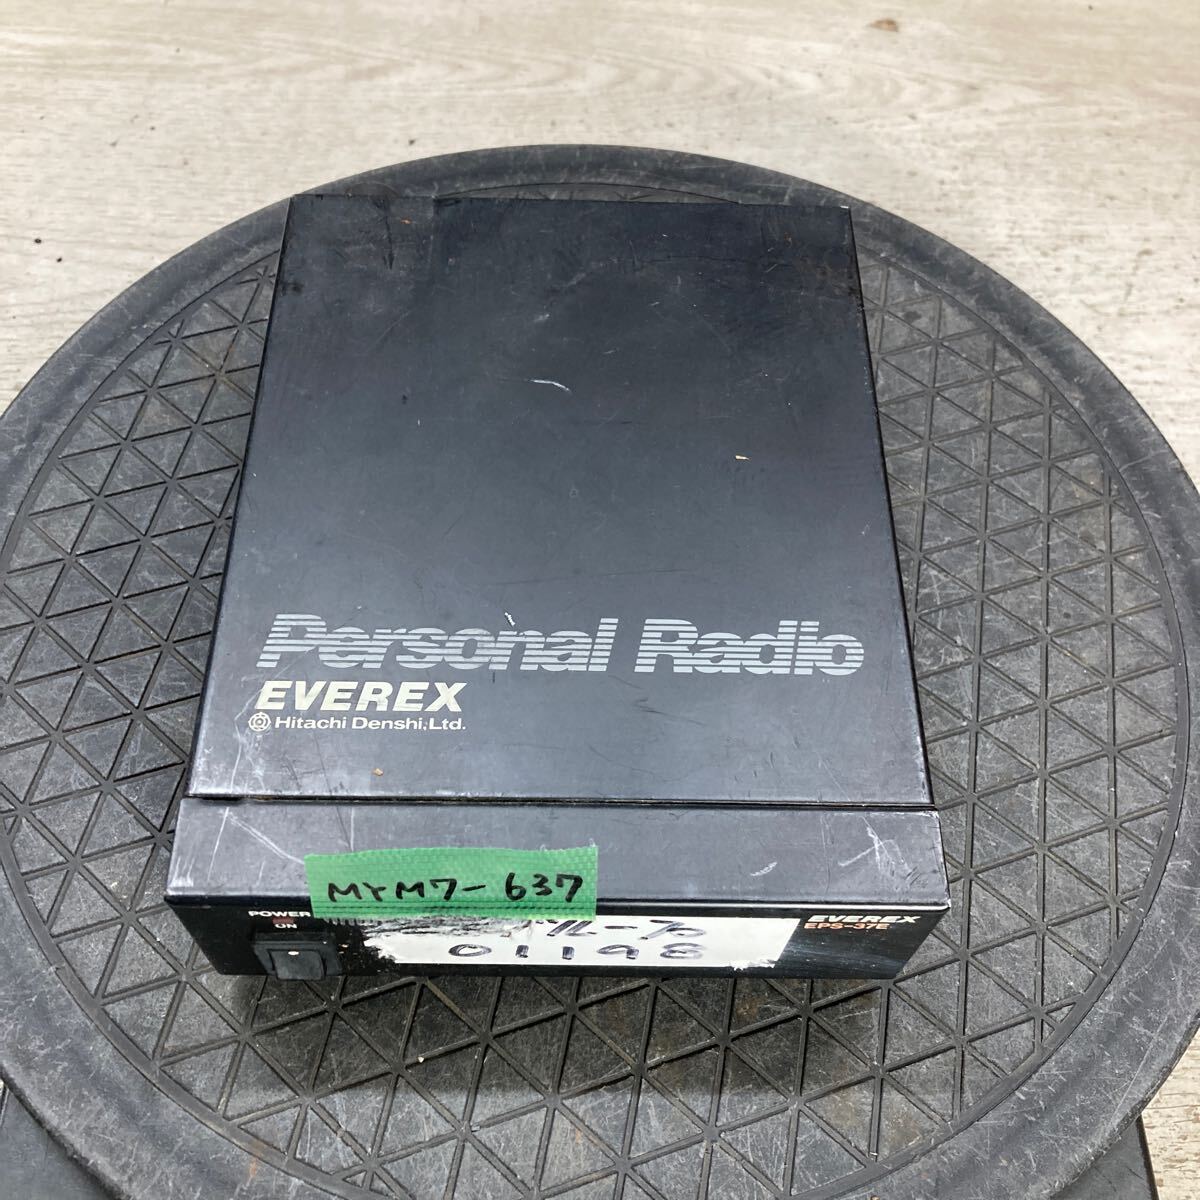 Personal Radio
EVEREX
Hitachi Denshi, Ltd.
MYM7-637
POWER
ON
01198
EVEREX
EPS-37E